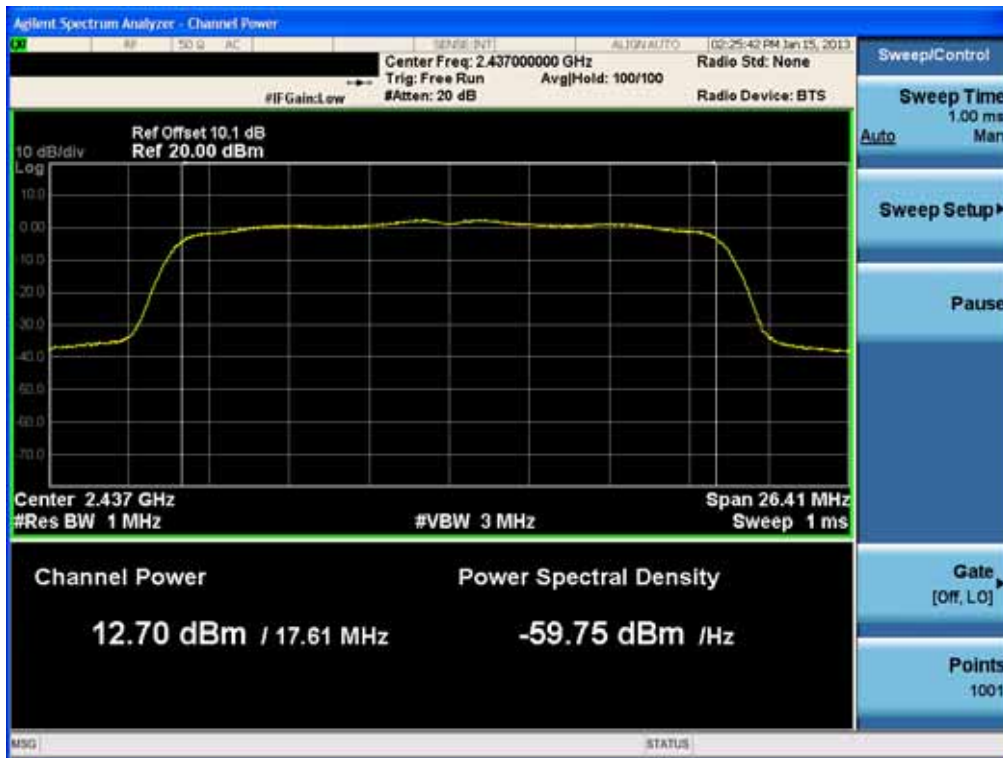 Agilent Spectrum Analyzer - Channel Power
RF 50 Ω AC SENSE:INT ALIGN AUTO 02:25:42 PM Jan 15, 2013
Center Freq: 2.437000000 GHz Radio Std: None
Trig: Free Run Avg|Hold: 100/100
#IFGain:Low #Atten: 20 dB Radio Device: BTS
Ref Offset 10.1 dB
10 dB/div Ref 20.00 dBm
Log
10.0
0.00
-10.0
-20.0
-30.0
-40.0
-50.0
-60.0
-70.0
Center 2.437 GHz Span 26.41 MHz
#Res BW 1 MHz #VBW 3 MHz Sweep 1 ms
Channel Power Power Spectral Density
12.70 dBm / 17.61 MHz -59.75 dBm /Hz
MSG STATUS
Sweep/Control
Sweep Time
1.00 ms
Auto Man
Sweep Setup
Pause
Gate
[Off, LO]
Points
1001